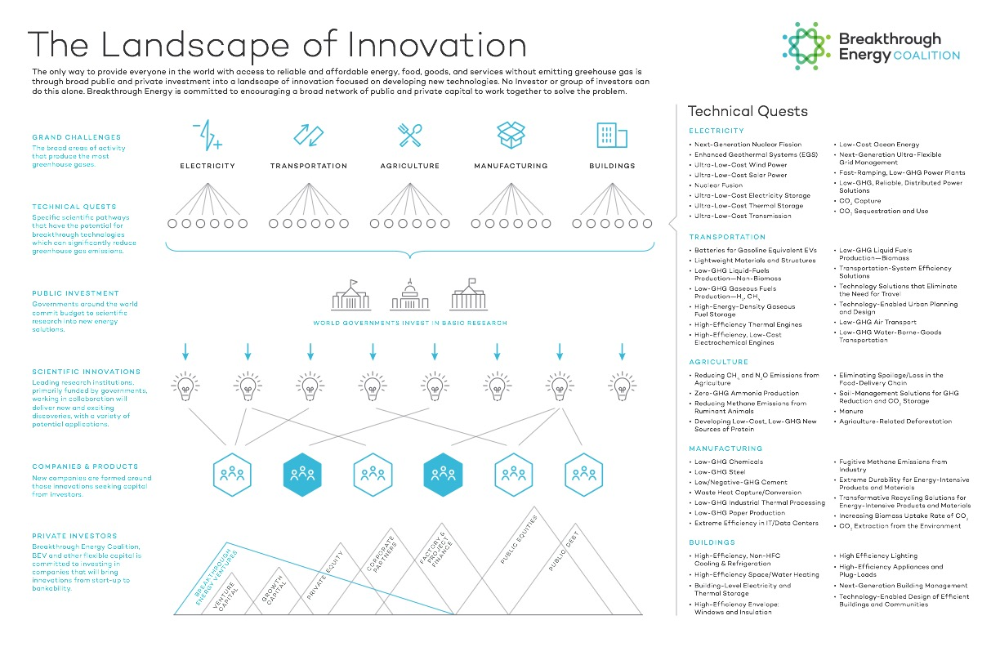 The Landscape of Innovation
The only way to provide everyone in the world with access to reliable and affordable energy, food, goods, and services without emitting greehouse gas is
through broad public and private investment into a landscape of innovation focused on developing new technologies. No Investor or group of investors can
do this alone. Breakthrough Energy is committed to encouraging a broad network of public and private capital to work together to solve the problem.
Breakthrough
Energy COALITION
GRAND CHALLENGES
The broad areas of activity
that produce the most
greenhouse gases.
ELECTRICITY
TRANSPORTATION
AGRICULTURE
MANUFACTURING
BUILDINGS
TECHNICAL QUESTS
Specific scientific pathways
that have the potential for
breakthrough technologies
which can significantly reduce
greenhouse gas emissions.
PUBLIC INVESTMENT
Governments around the world
commit budget to scientific
research into new energy
solutions.
WORLD GOVERNMENTS INVEST IN BASIC RESEARCH
SCIENTIFIC INNOVATIONS
Leading research institutions,
primarily funded by governments,
working in collaboration will
deliver new and exciting
discoveries, with a variety of
potential applications.
COMPANIES & PRODUCTS
New companies are formed around
those innovations seeking capital
from investors.
PRIVATE INVESTORS
Breakthrough Energy Coalition,
BEV and other flexible capital is
committed to investing in
companies that will bring
innovations from start-up to
bankability.
BREAKTHROUGH
ENERGY VENTURES
VENTURE
CAPITAL
GROWTH
CAPITAL
PRIVATE EQUITY
CORPORATE
PARTNERS
FACTORY &
PROJECT
FINANCE
PUBLIC EQUITIES
PUBLIC DEBT
Technical Quests
ELECTRICITY
• Next-Generation Nuclear Fission
• Enhanced Geothermal Systems (EGS)
• Ultra-Low-Cost Wind Power
• Ultra-Low-Cost Solar Power
• Nuclear Fusion
• Ultra-Low-Cost Electricity Storage
• Ultra-Low-Cost Thermal Storage
• Ultra-Low-Cost Transmission
• Low-Cost Ocean Energy
• Next-Generation Ultra-Flexible
Grid Management
• Fast-Ramping, Low-GHG Power Plants
• Low-GHG, Reliable, Distributed Power
Solutions
• CO₂ Capture
• CO₂ Sequestration and Use
TRANSPORTATION
• Batteries for Gasoline Equivalent EVs
• Lightweight Materials and Structures
• Low-GHG Liquid-Fuels
Production—Non-Biomass
• Low-GHG Gaseous Fuels
Production—H₂, CH₄
• High-Energy-Density Gaseous
Fuel Storage
• High-Efficiency Thermal Engines
• High-Efficiency, Low-Cost
Electrochemical Engines
• Low-GHG Liquid Fuels
Production—Biomass
• Transportation-System Efficiency
Solutions
• Technology Solutions that Eliminate
the Need for Travel
• Technology-Enabled Urban Planning
and Design
• Low-GHG Air Transport
• Low-GHG Water-Borne-Goods
Transportation
AGRICULTURE
• Reducing CH₄ and N₂O Emissions from
Agriculture
• Zero-GHG Ammonia Production
• Reducing Methane Emissions from
Ruminant Animals
• Developing Low-Cost, Low-GHG New
Sources of Protein
• Eliminating Spoilage/Loss in the
Food-Delivery Chain
• Soil-Management Solutions for GHG
Reduction and CO₂ Storage
• Manure
• Agriculture-Related Deforestation
MANUFACTURING
• Low-GHG Chemicals
• Low-GHG Steel
• Low/Negative-GHG Cement
• Waste Heat Capture/Conversion
• Low-GHG Industrial Thermal Processing
• Low-GHG Paper Production
• Extreme Efficiency in IT/Data Centers
• Fugitive Methane Emissions from
Industry
• Extreme Durability for Energy-Intensive
Products and Materials
• Transformative Recycling Solutions for
Energy-Intensive Products and Materials
• Increasing Biomass Uptake Rate of CO₂
• CO₂ Extraction from the Environment
BUILDINGS
• High-Efficiency, Non-HFC
Cooling & Refrigeration
• High-Efficiency Space/Water Heating
• Building-Level Electricity and
Thermal Storage
• High-Efficiency Envelope:
Windows and Insulation
• High Efficiency Lighting
• High-Efficiency Appliances and
Plug-Loads
• Next-Generation Building Management
• Technology-Enabled Design of Efficient
Buildings and Communities